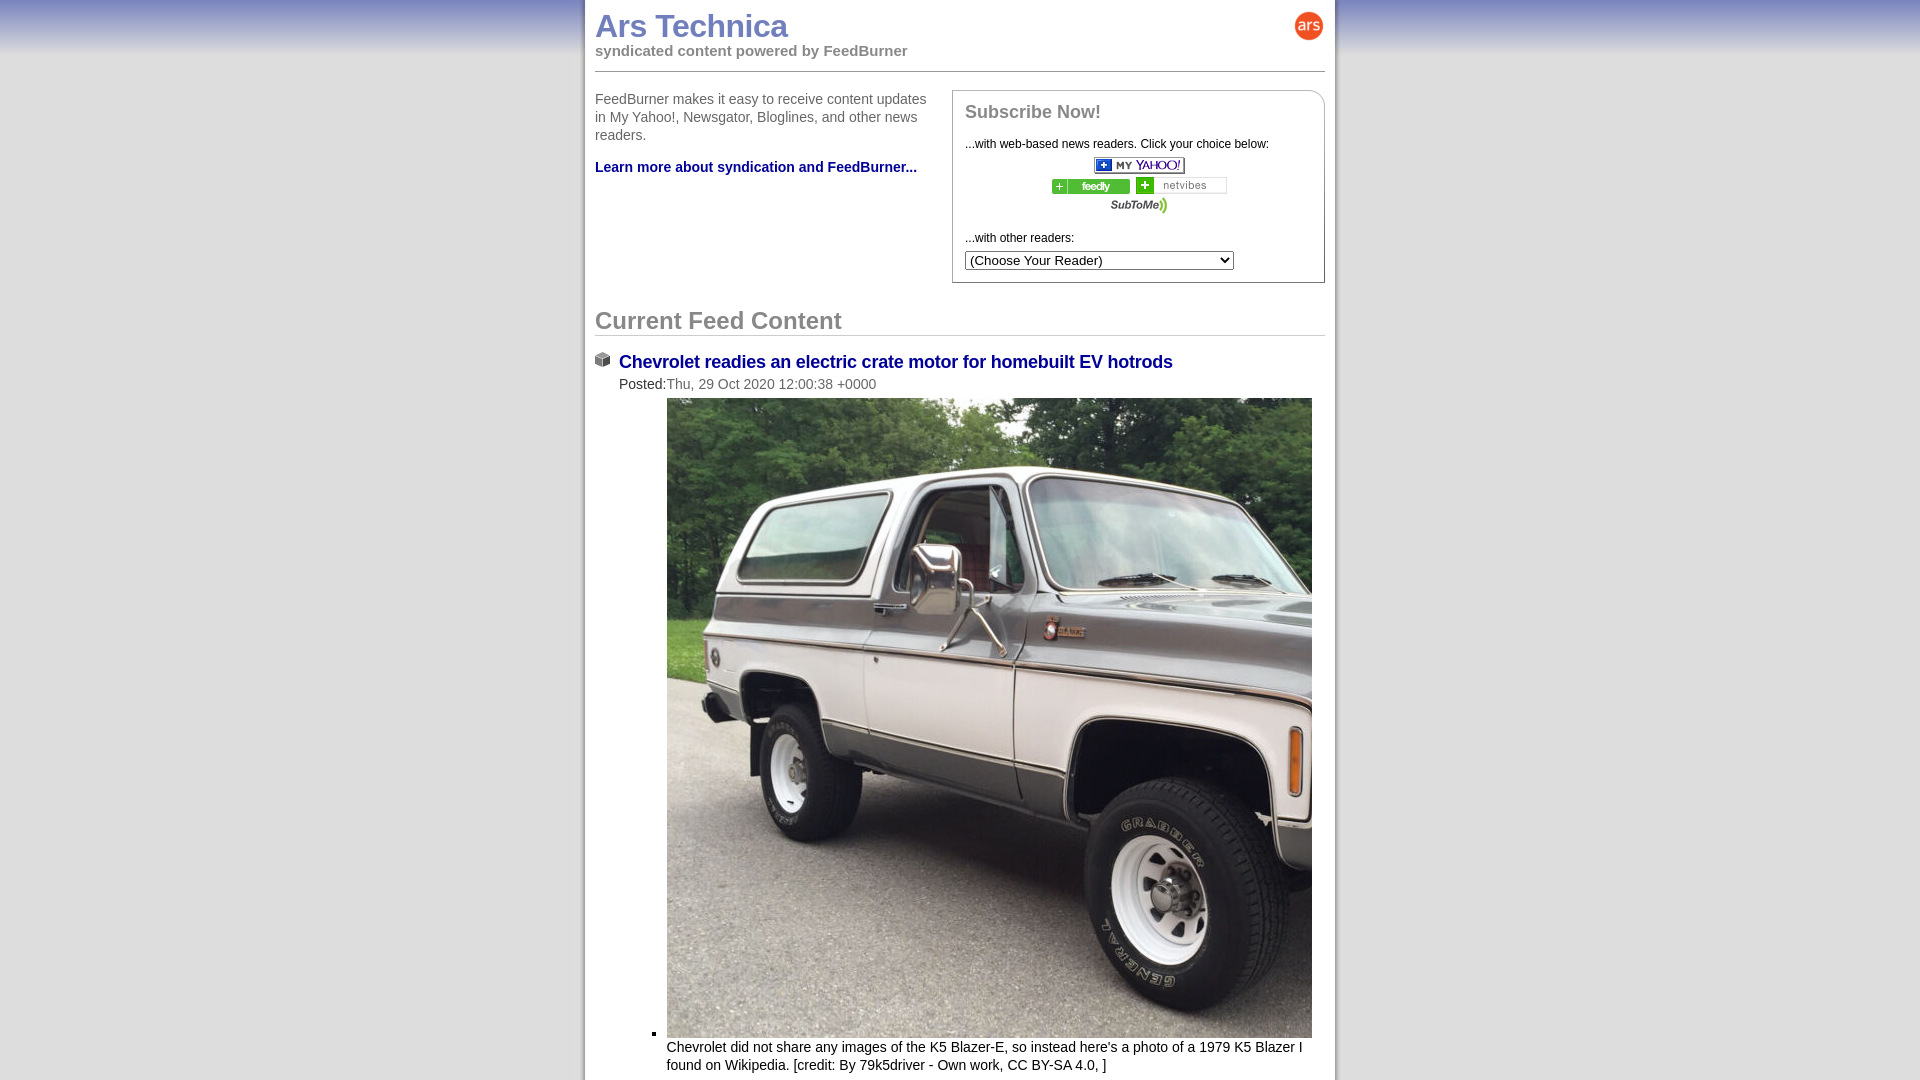 Ars Technica
ars
syndicated content powered by FeedBurner
FeedBurner makes it easy to receive content updates
in My Yahoo!, Newsgator, Bloglines, and other news
readers.
Learn more about syndication and FeedBurner...
Subscribe Now!
...with web-based news readers. Click your choice below:
MY YAHOO!
feedly
netvibes
SubToMe
...with other readers:
(Choose Your Reader)
Current Feed Content
Chevrolet readies an electric crate motor for homebuilt EV hotrods
Posted:Thu, 29 Oct 2020 12:00:38 +0000
GRABBER
GENERAL
Chevrolet did not share any images of the K5 Blazer-E, so instead here's a photo of a 1979 K5 Blazer I
found on Wikipedia. [credit: By 79k5driver - Own work, CC BY-SA 4.0, ]